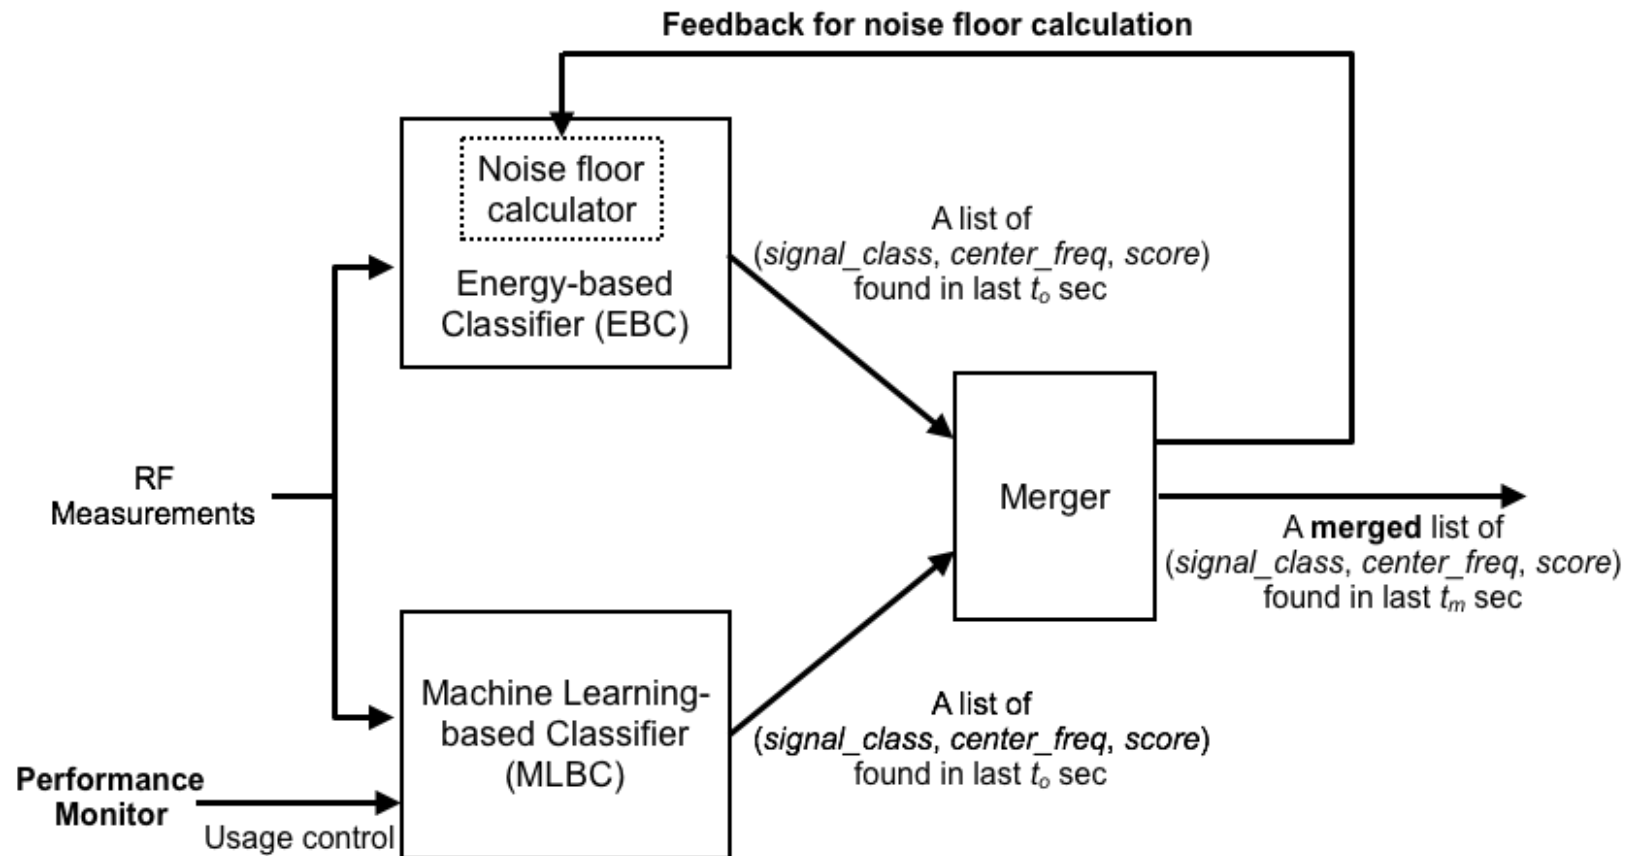 Feedback for noise floor calculation
Noise floor
calculator
Energy-based
Classifier (EBC)
A list of
(signal_class, center_freq, score)
found in last to sec
RF
Measurements
Merger
A merged list of
(signal_class, center_freq, score)
found in last tm sec
Machine Learning-
based Classifier
(MLBC)
A list of
(signal_class, center_freq, score)
found in last to sec
Performance
Monitor
Usage control